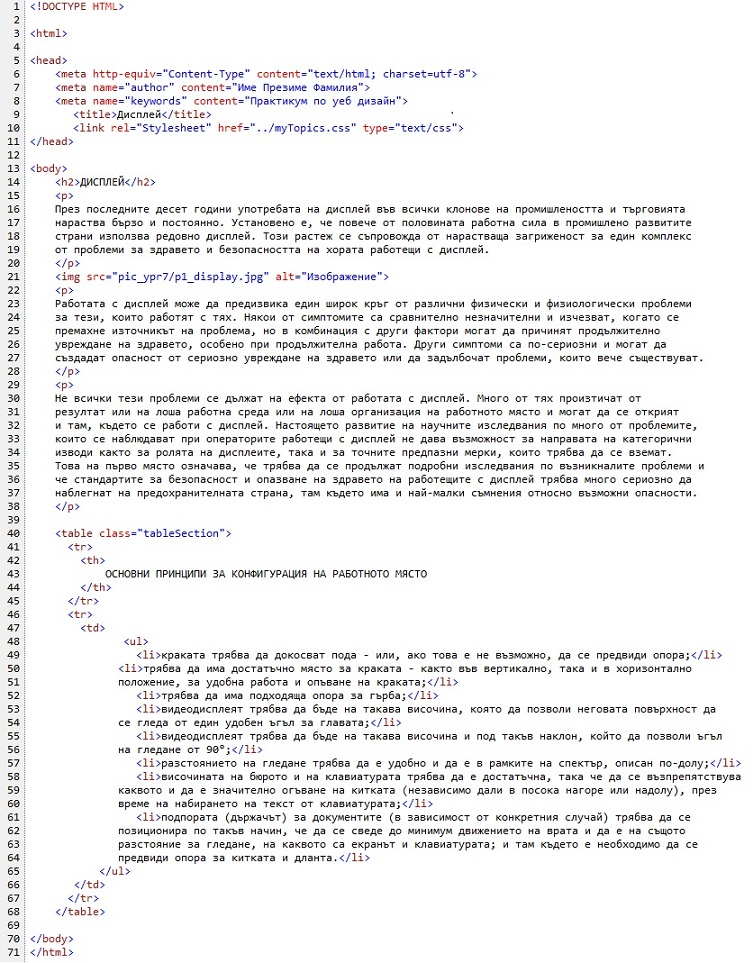 1 <!DOCTYPE HTML>
2
3 <html>
4
5 <head>
6 <meta http-equiv="Content-Type" content="text/html; charset=utf-8">
7 <meta name="author" content="Име Презиме Фамилия">
8 <meta name="keywords" content="Практикум по уеб дизайн">
9 <title>Дисплей</title>
10 <link rel="Stylesheet" href="../myTopics.css" type="text/css">
11 </head>
12
13 <body>
14 <h2>ДИСПЛЕЙ</h2>
15 <p>
16 През последните десет години употребата на дисплей във всички клонове на промишлеността и търговията
17 нараства бързо и постоянно. Установено е, че повече от половината работна сила в промишлено развитите
18 страни използва редовно дисплей. Този растеж се съпровожда от нарастваща загриженост за един комплекс
19 от проблеми за здравето и безопасността на хората работещи с дисплей.
20 </p>
21 <img src="pic_ypr7/p1_display.jpg" alt="Изображение">
22 <p>
23 Работата с дисплей може да предизвика един широк кръг от различни физически и физиологически проблеми
24 за тези, които работят с тях. Някои от симптомите са сравнително незначителни и изчезват, когато се
25 премахне източникът на проблема, но в комбинация с други фактори могат да причинят продължително
26 увреждане на здравето, особено при продължителна работа. Други симптоми са по-сериозни и могат да
27 създадат опасност от сериозно увреждане на здравето или да задълбочат проблеми, които вече съществуват.
28 </p>
29 <p>
30 Не всички тези проблеми се дължат на ефекта от работата с дисплей. Много от тях произтичат от
31 резултат или на лоша работна среда или на лоша организация на работното място и могат да се открият
32 и там, където се работи с дисплей. Настоящето развитие на научните изследвания по много от проблемите,
33 които се наблюдават при операторите работещи с дисплей не дава възможност за направата на категорични
34 изводи както за ролята на дисплеите, така и за точните предпазни мерки, които трябва да се вземат.
35 Това на първо място означава, че трябва да се продължат подробни изследвания по възникналите проблеми и
36 че стандартите за безопасност и опазване на здравето на работещите с дисплей трябва много сериозно да
37 наблегнат на предохранителната страна, там където има и най-малки съмнения относно възможни опасности.
38 </p>
39
40 <table class="tableSection">
41 <tr>
42 <th>
43 ОСНОВНИ ПРИНЦИПИ ЗА КОНФИГУРАЦИЯ НА РАБОТНОТО МЯСТО
44 </th>
45 </tr>
46 <tr>
47 <td>
48 <ul>
49 <li>краката трябва да докосват пода - или, ако това е не възможно, да се предвиди опора;</li>
50 <li>трябва да има достатъчно място за краката - както във вертикално, така и в хоризонтално
51 положение, за удобна работа и опъване на краката;</li>
52 <li>трябва да има подходяща опора за гърба;</li>
53 <li>видеодисплеят трябва да бъде на такава височина, която да позволи неговата повърхност да
54 се гледа от един удобен ъгъл за главата;</li>
55 <li>видеодисплеят трябва да бъде на такава височина и под такъв наклон, който да позволи ъгъл
56 на гледане от 90º;</li>
57 <li>разстоянието на гледане трябва да е удобно и да е в рамките на спектър, описан по-долу;</li>
58 <li>височината на бюрото и на клавиатурата трябва да е достатъчна, така че да се възпрепятствува
59 каквото и да е значително огъване на китката (независимо дали в посока нагоре или надолу), през
60 време на набирането на текст от клавиатурата;</li>
61 <li>подпората (държачът) за документите (в зависимост от конкретния случай) трябва да се
62 позиционира по такъв начин, че да се сведе до минимум движението на врата и да е на същото
63 разстояние за гледане, на каквото са екранът и клавиатурата; и там където е необходимо да се
64 предвиди опора за китката и дланта.</li>
65 </ul>
66 </td>
67 </tr>
68 </table>
69
70 </body>
71 </html>